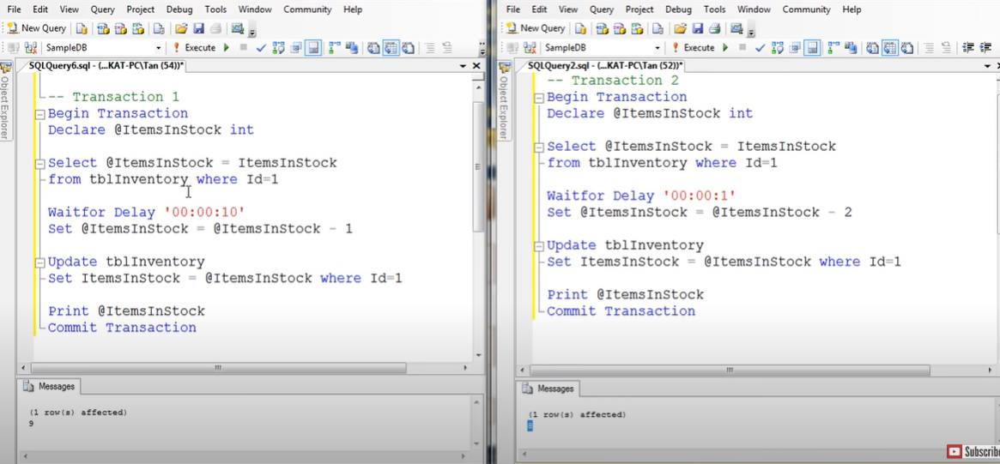 File Edit View Query Project Debug Tools Window Community Help
New Query
SampleDB Execute
SQLQuery6.sql - (...KAT-PC\Tan (54))*
Object Explorer
-- Transaction 1
Begin Transaction
Declare @ItemsInStock int
Select @ItemsInStock = ItemsInStock
from tblInventory where Id=1
Waitfor Delay '00:00:10'
Set @ItemsInStock = @ItemsInStock - 1
Update tblInventory
Set ItemsInStock = @ItemsInStock where Id=1
Print @ItemsInStock
Commit Transaction
Messages
(1 row(s) affected)
9
File Edit View Query Project Debug Tools Window Community Help
New Query
SampleDB Execute
SQLQuery2.sql - (...KAT-PC\Tan (52))*
Object Explorer
-- Transaction 2
Begin Transaction
Declare @ItemsInStock int
Select @ItemsInStock = ItemsInStock
from tblInventory where Id=1
Waitfor Delay '00:00:1'
Set @ItemsInStock = @ItemsInStock - 2
Update tblInventory
Set ItemsInStock = @ItemsInStock where Id=1
Print @ItemsInStock
Commit Transaction
Messages
(1 row(s) affected)
8
Subscribe